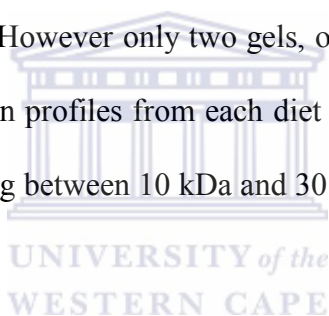 However only two gels, o
n profiles from each diet
g between 10 kDa and 30
UNIVERSITY of the
WESTERN CAPE